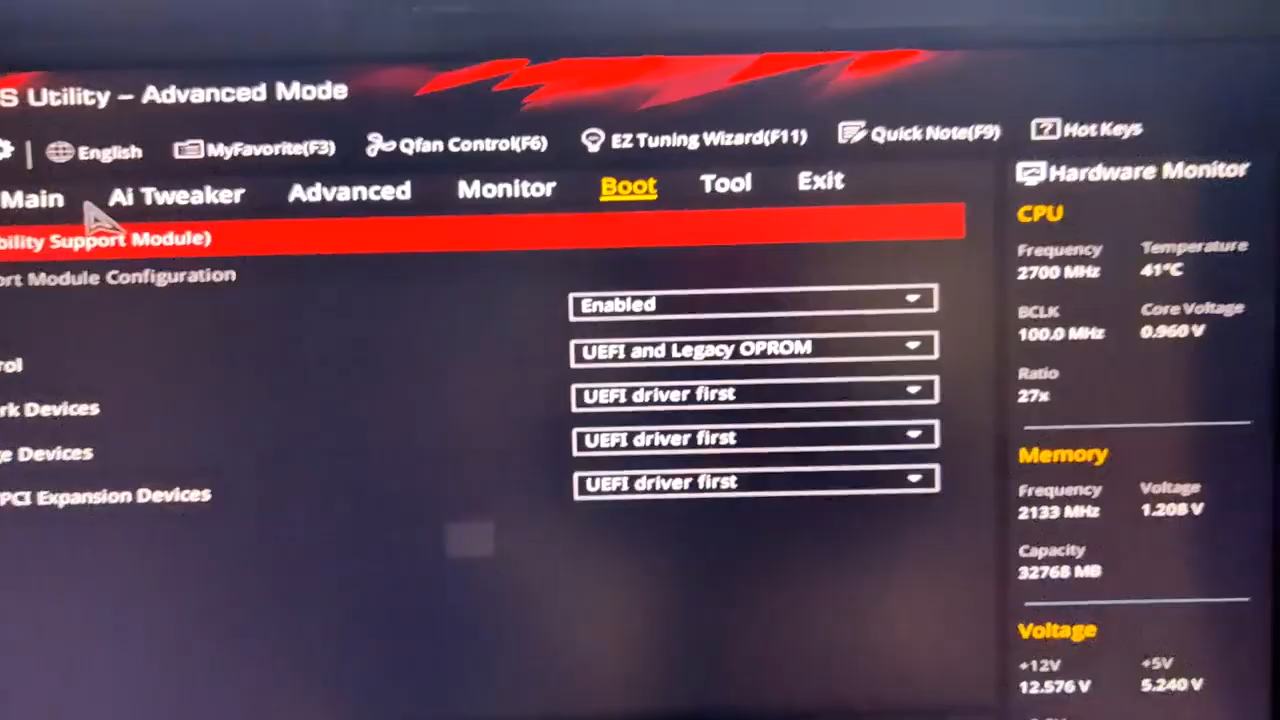 S Utility – Advanced Mode
English MyFavorite(F3) Qfan Control(F6) EZ Tuning Wizard(F11) Quick Note(F9) ? Hot Keys
Main Ai Tweaker Advanced Monitor Boot Tool Exit
Hardware Monitor
bility Support Module)
CPU
ort Module Configuration
Frequency Temperature
2700 MHz 41°C
Enabled
BCLK Core Voltage
100.0 MHz 0.960 V
rol UEFI and Legacy OPROM
Ratio
27x
rk Devices UEFI driver first
ge Devices UEFI driver first
Memory
PCI Expansion Devices UEFI driver first
Frequency Voltage
2133 MHz 1.208 V
Capacity
32768 MB
Voltage
+12V +5V
12.576 V 5.240 V